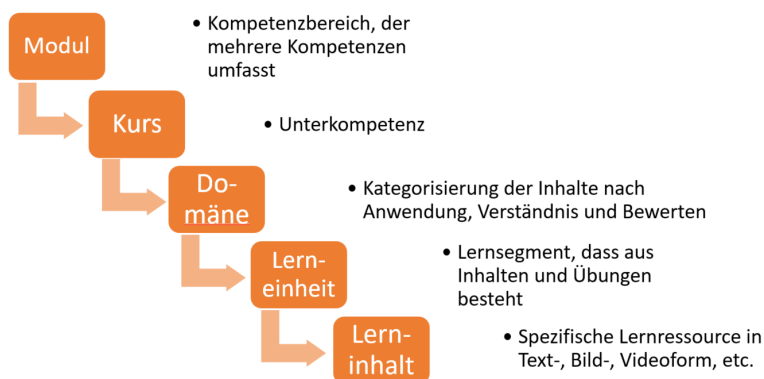 Modul
• Kompetenzbereich, der
mehrere Kompetenzen
umfasst
Kurs
• Unterkompetenz
Do-
mäne
• Kategorisierung der Inhalte nach
Anwendung, Verständnis und Bewerten
Lern-
einheit
• Lernsegment, dass aus
Inhalten und Übungen
besteht
Lern-
inhalt
• Spezifische Lernressource in
Text-, Bild-, Videoform, etc.